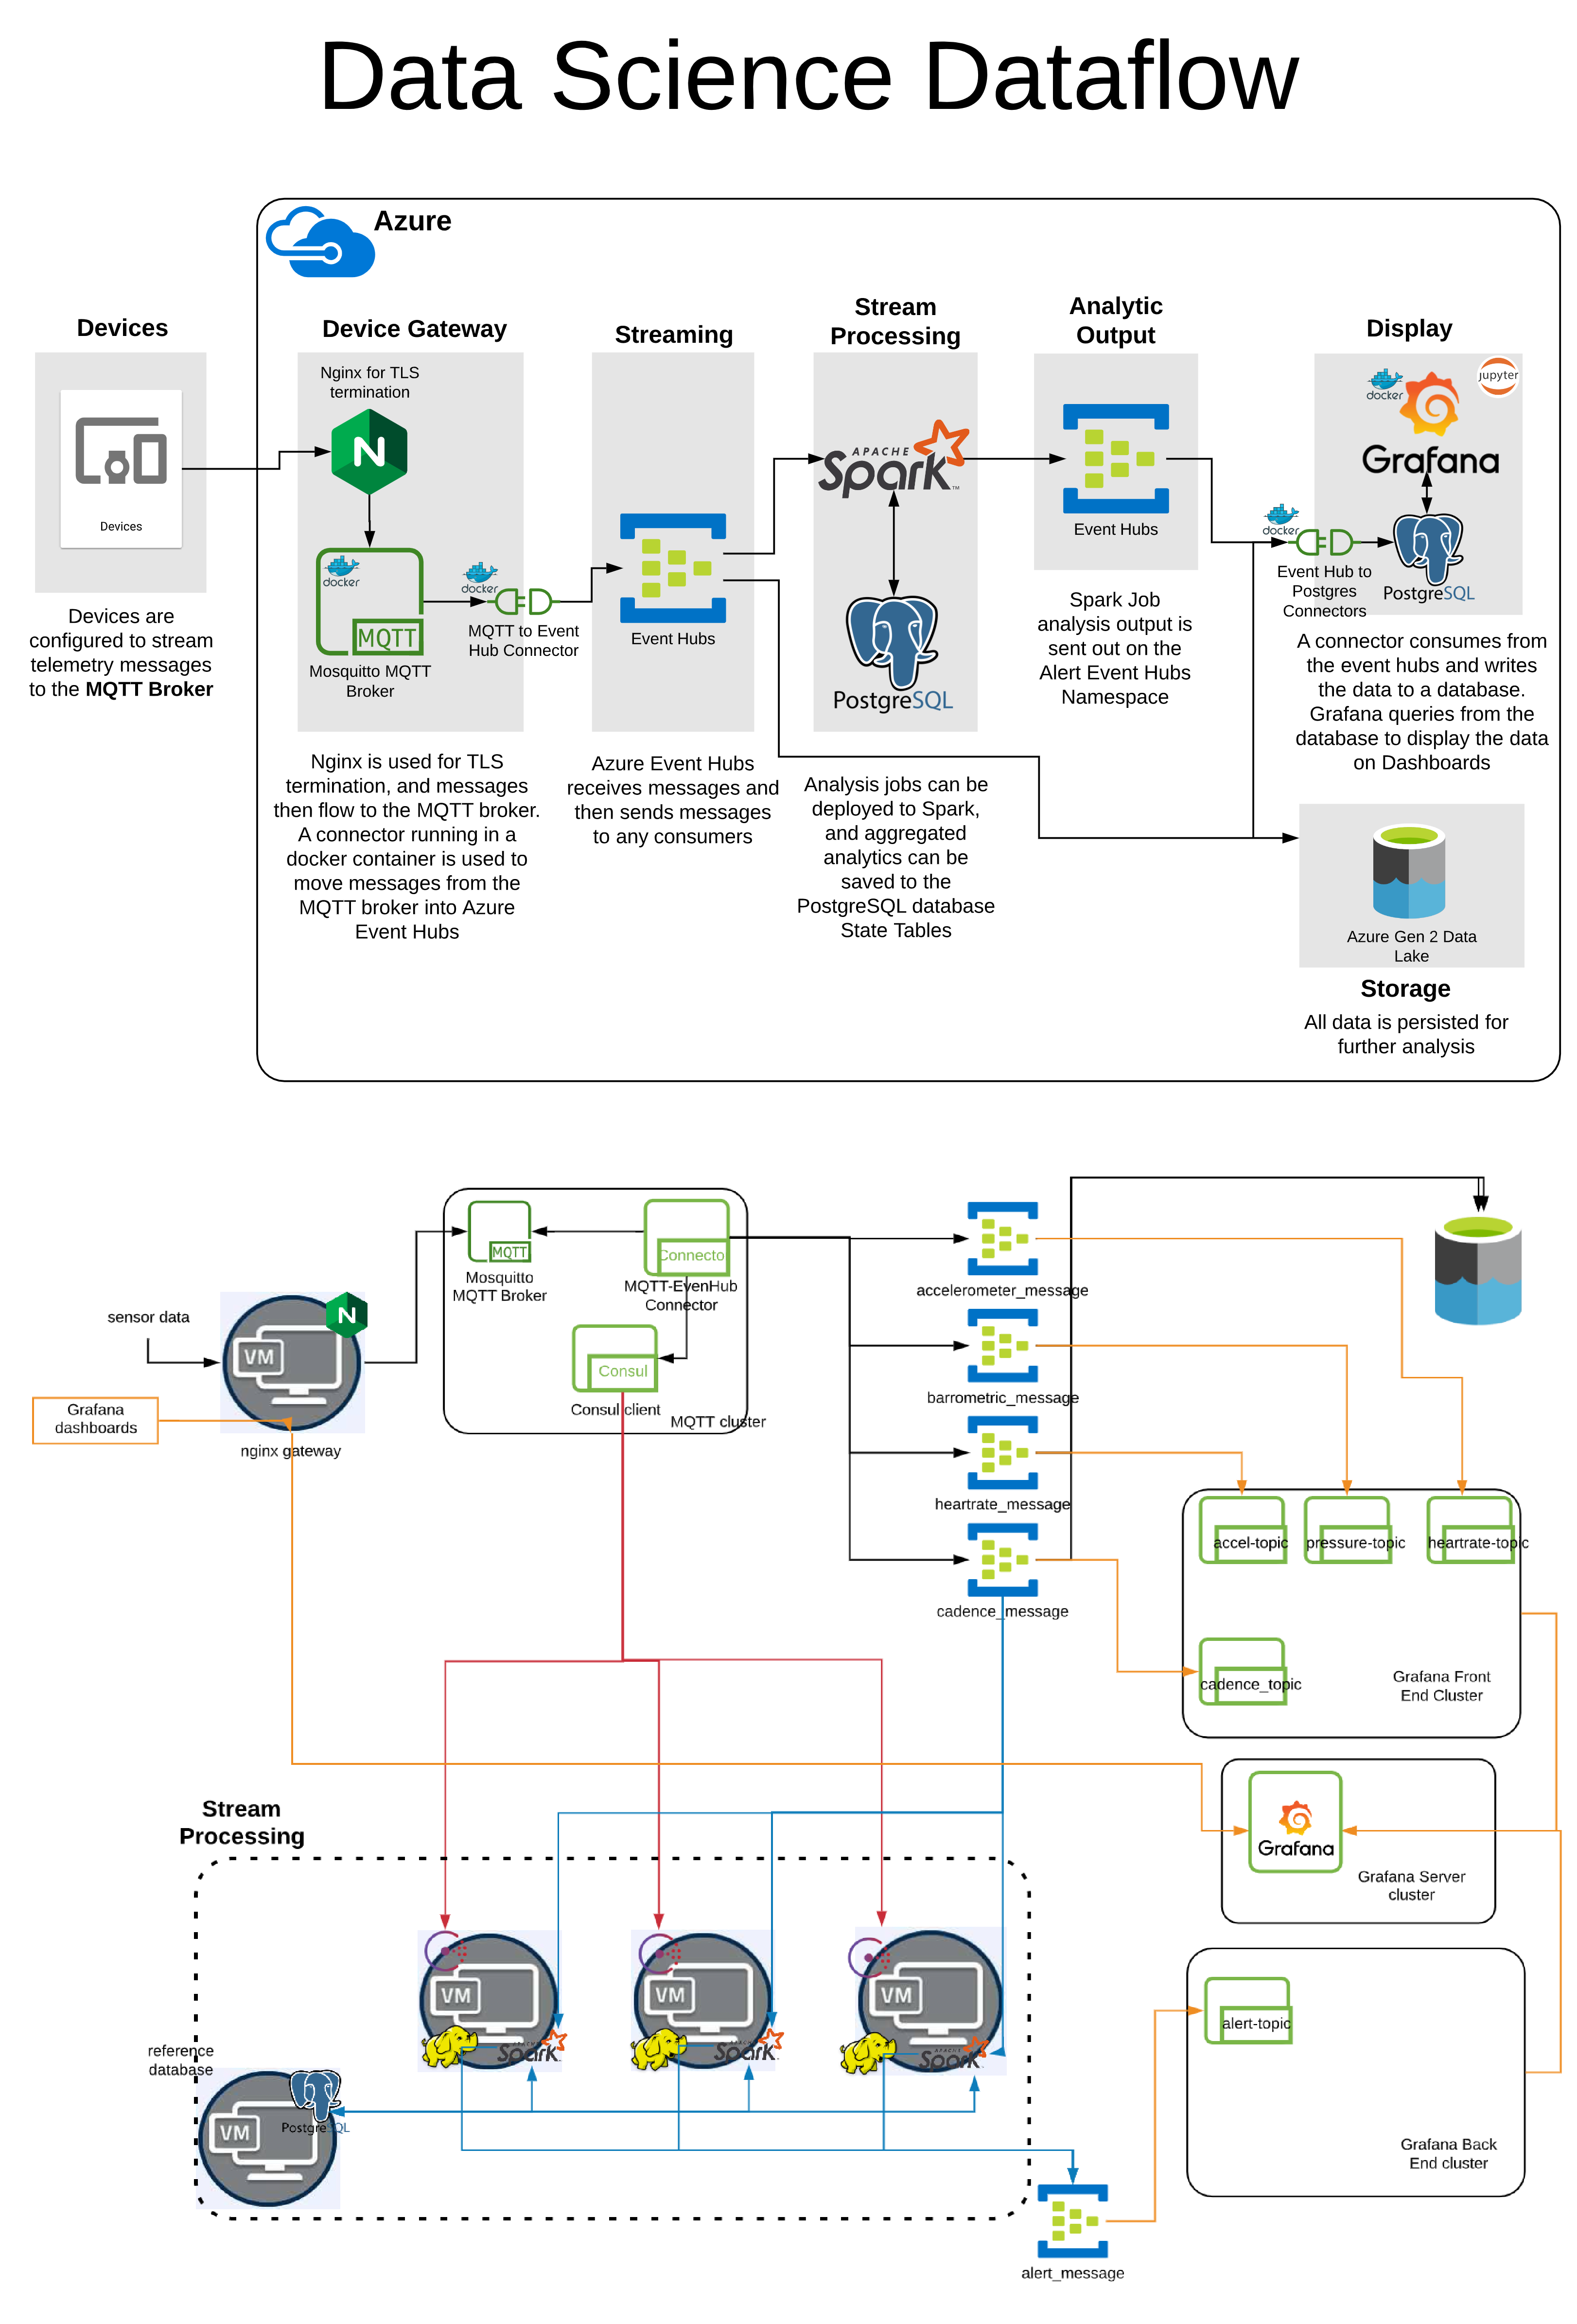 Data Science Dataflow
Azure
Devices
Devices
Devices are
configured to stream
telemetry messages
to the MQTT Broker
Device Gateway
Nginx for TLS
termination
N
docker
MQTT
Mosquitto MQTT
Broker
docker
MQTT to Event
Hub Connector
Nginx is used for TLS
termination, and messages
then flow to the MQTT broker.
A connector running in a
docker container is used to
move messages from the
MQTT broker into Azure
Event Hubs
Streaming
Event Hubs
Azure Event Hubs
receives messages and
then sends messages
to any consumers
Stream
Processing
APACHE
Spark™
PostgreSQL
Analysis jobs can be
deployed to Spark,
and aggregated
analytics can be
saved to the
PostgreSQL database
State Tables
Analytic
Output
Event Hubs
Spark Job
analysis output is
sent out on the
Alert Event Hubs
Namespace
Display
docker
jupyter
Grafana
docker
Event Hub to
Postgres
Connectors
PostgreSQL
A connector consumes from
the event hubs and writes
the data to a database.
Grafana queries from the
database to display the data
on Dashboards
Azure Gen 2 Data
Lake
Storage
All data is persisted for
further analysis
sensor data
N
VM
Grafana
dashboards
nginx gateway
MQTT
Mosquitto
MQTT Broker
Connecto
MQTT-EvenHub
Connector
Consul
Consul client
MQTT cluster
accelerometer_message
barrometric_message
heartrate_message
cadence_message
accel-topic
pressure-topic
heartrate-topic
cadence_topic
Grafana Front
End Cluster
Grafana
Grafana Server
cluster
Stream
Processing
VM
APACHE
Spark
VM
APACHE
Spark
VM
APACHE
Spark
reference
database
VM
PostgreSQL
alert-topic
Grafana Back
End cluster
alert_message